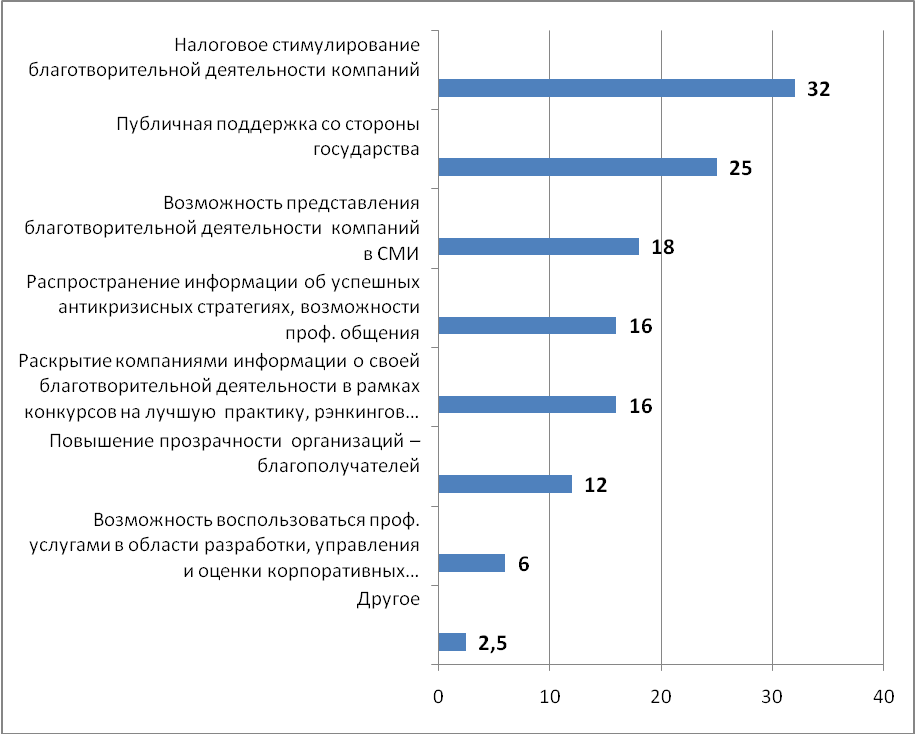 Налоговое стимулирование
благотворительной деятельности компаний
32
Публичная поддержка со стороны
государства
25
Возможность представления
благотворительной деятельности компаний
в СМИ
18
Распространение информации об успешных
антикризисных стратегиях, возможности
проф. общения
16
Раскрытие компаниями информации о своей
благотворительной деятельности в рамках
конкурсов на лучшую практику, рэнкингов...
16
Повышение прозрачности организаций –
благополучателей
12
Возможность воспользоваться проф.
услугами в области разработки, управления
и оценки корпоративных...
6
Другое
2,5
0 10 20 30 40